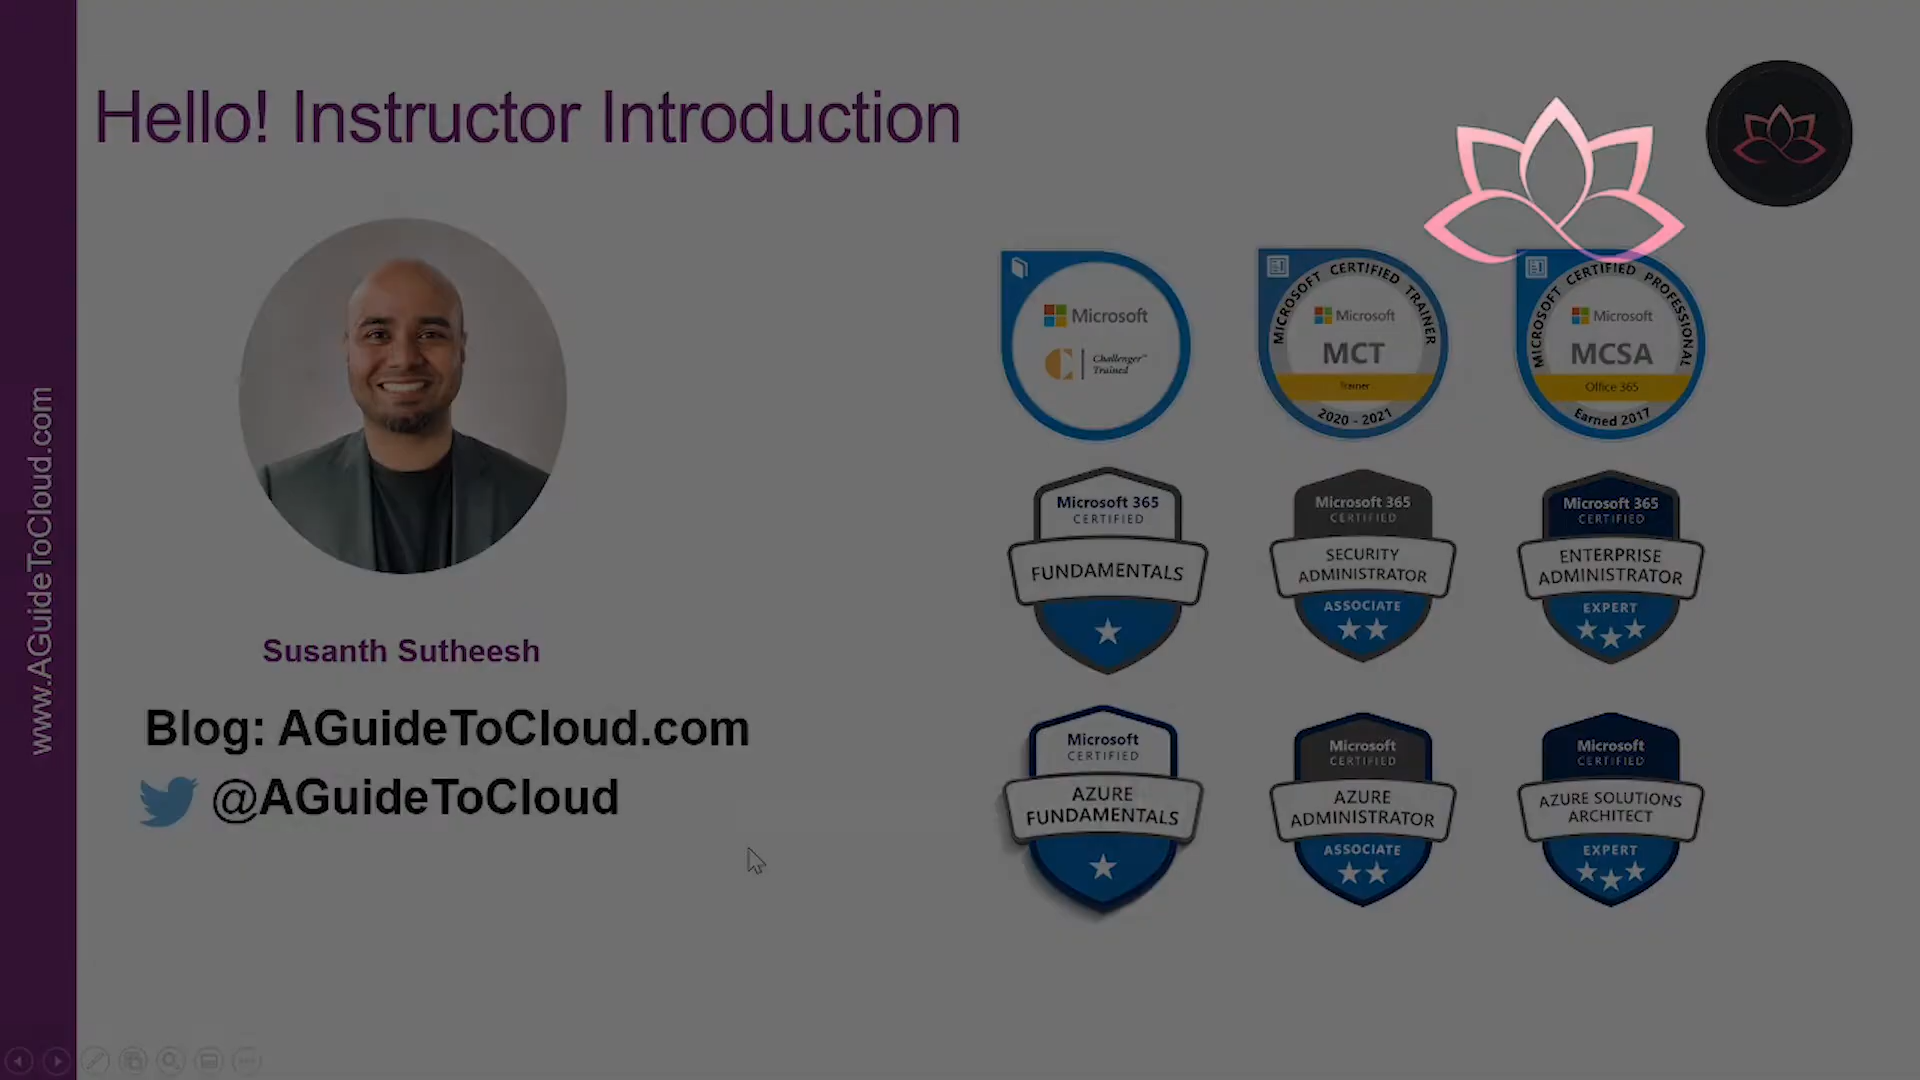 Hello! Instructor Introduction
www.AGuideToCloud.com
Susanth Sutheesh
Blog: AGuideToCloud.com
@AGuideToCloud
Microsoft
Challenger™
Trained
MICROSOFT CERTIFIED TRAINER
Microsoft
MCT
Trainer
2020 - 2021
MICROSOFT CERTIFIED PROFESSIONAL
Microsoft
MCSA
Office 365
Earned 2017
Microsoft 365
CERTIFIED
FUNDAMENTALS
Microsoft 365
CERTIFIED
SECURITY
ADMINISTRATOR
ASSOCIATE
Microsoft 365
CERTIFIED
ENTERPRISE
ADMINISTRATOR
EXPERT
Microsoft
CERTIFIED
AZURE
FUNDAMENTALS
Microsoft
CERTIFIED
AZURE
ADMINISTRATOR
ASSOCIATE
Microsoft
CERTIFIED
AZURE SOLUTIONS
ARCHITECT
EXPERT